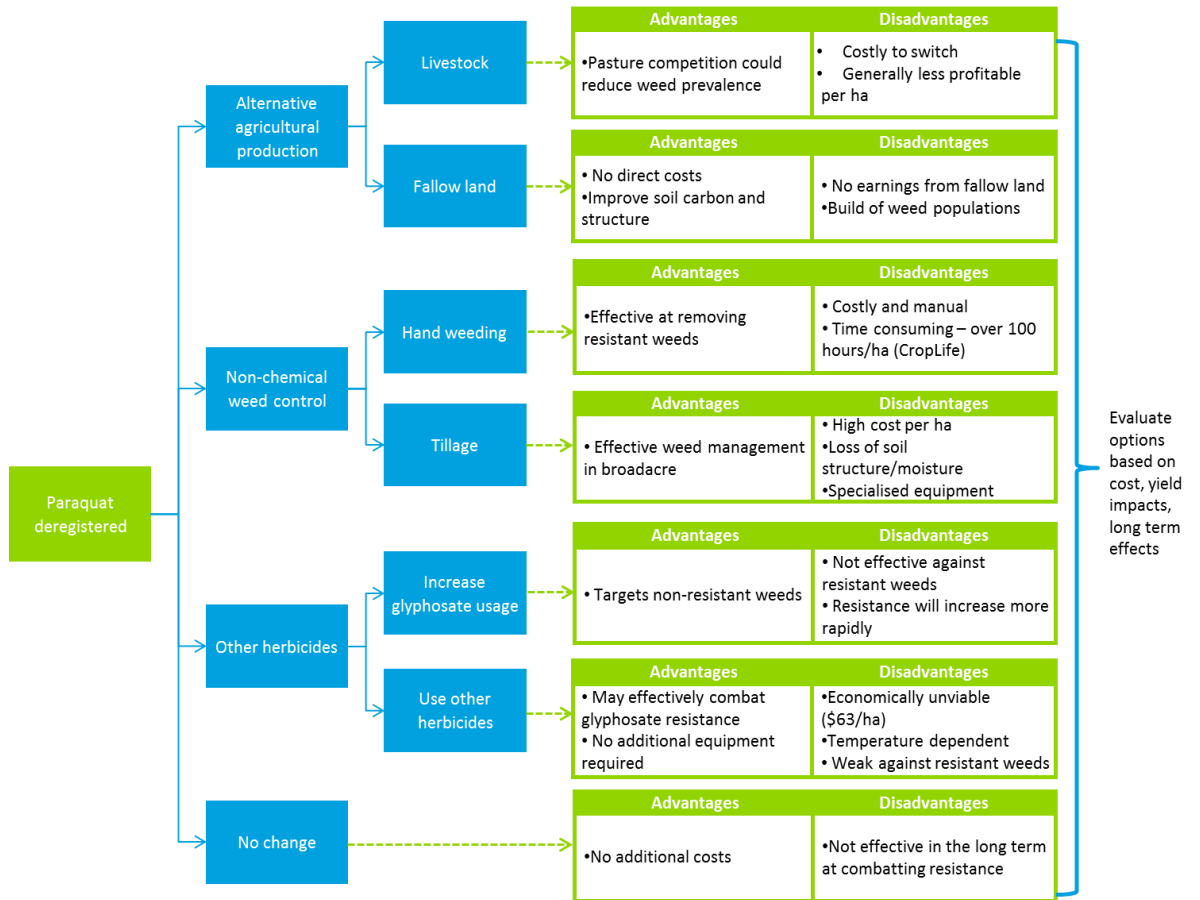 Paraquat
deregistered
Alternative
agricultural
production
Livestock
Advantages
Disadvantages
•Pasture competition could
reduce weed prevalence
• Costly to switch
• Generally less profitable
per ha
Fallow land
Advantages
Disadvantages
• No direct costs
•Improve soil carbon and
structure
• No earnings from fallow land
•Build of weed populations
Non-chemical
weed control
Hand weeding
Advantages
Disadvantages
•Effective at removing
resistant weeds
• Costly and manual
• Time consuming – over 100
hours/ha (CropLife)
Tillage
Advantages
Disadvantages
• Effective weed management
in broadacre
• High cost per ha
•Loss of soil
structure/moisture
•Specialised equipment
Other herbicides
Increase
glyphosate usage
Advantages
Disadvantages
• Targets non-resistant weeds
• Not effective against
resistant weeds
• Resistance will increase more
rapidly
Use other
herbicides
Advantages
Disadvantages
• May effectively combat
glyphosate resistance
• No additional equipment
required
•Economically unviable
($63/ha)
•Temperature dependent
• Weak against resistant weeds
No change
Advantages
Disadvantages
•No additional costs
•Not effective in the long term
at combatting resistance
Evaluate
options
based on
cost, yield
impacts,
long term
effects